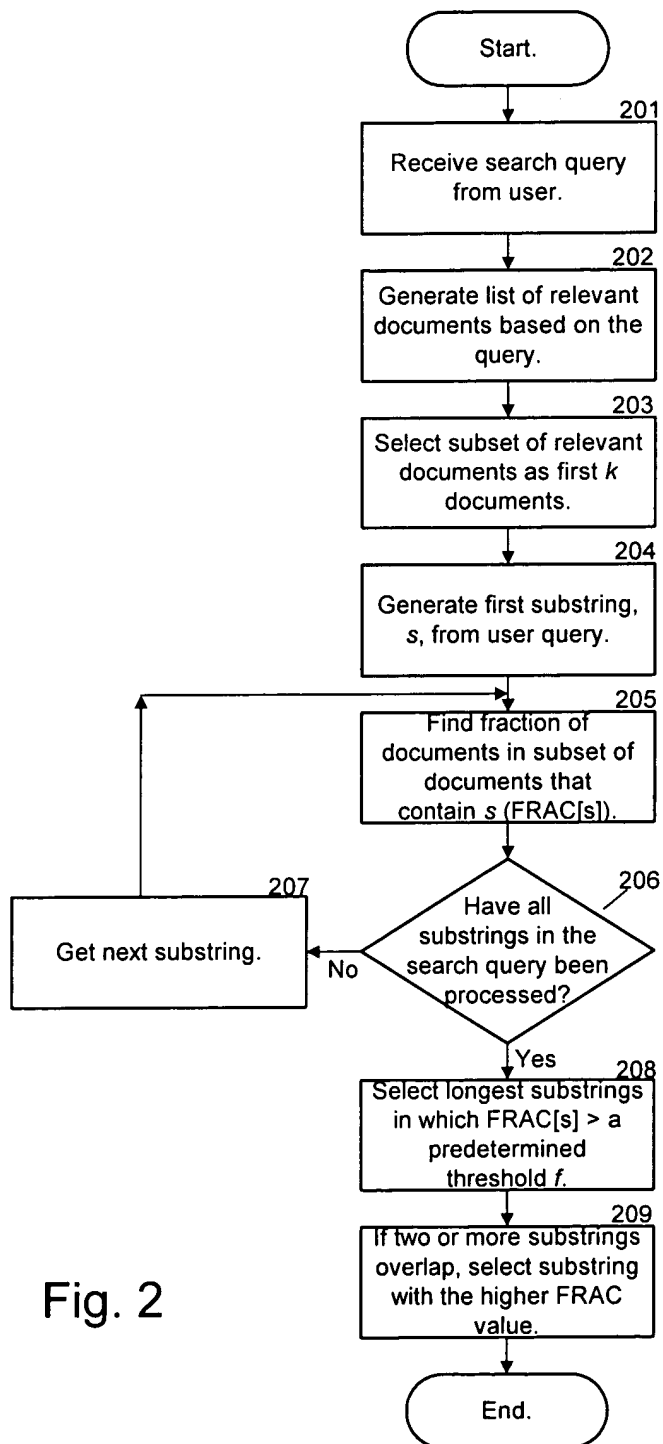 Start.
201
Receive search query
from user.
202
Generate list of relevant
documents based on the
query.
203
Select subset of relevant
documents as first k
documents.
204
Generate first substring,
s, from user query.
205
Find fraction of
documents in subset of
documents that
contain s (FRAC[s]).
206
Have all
substrings in the
search query been
processed?
No
207
Get next substring.
Yes
208
Select longest substrings
in which FRAC[s] > a
predetermined
threshold f.
209
If two or more substrings
overlap, select substring
with the higher FRAC
value.
End.
Fig. 2